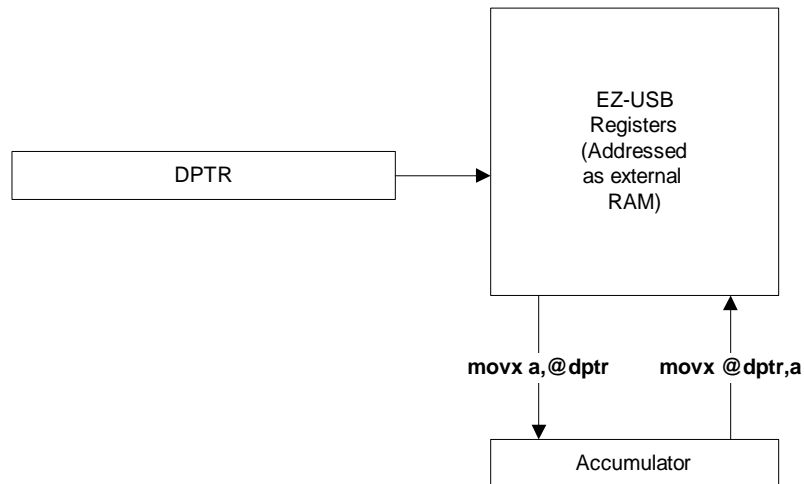 EZ-USB
Registers
(Addressed
as external
RAM)
DPTR
movx a,@dptr
movx @dptr,a
Accumulator